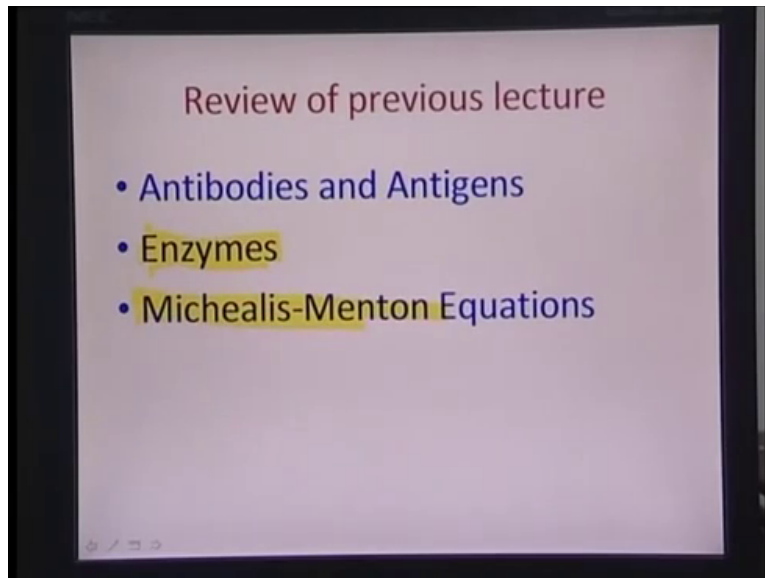 Review of previous lecture
• Antibodies and Antigens
• Enzymes
• Michealis-Menton Equations